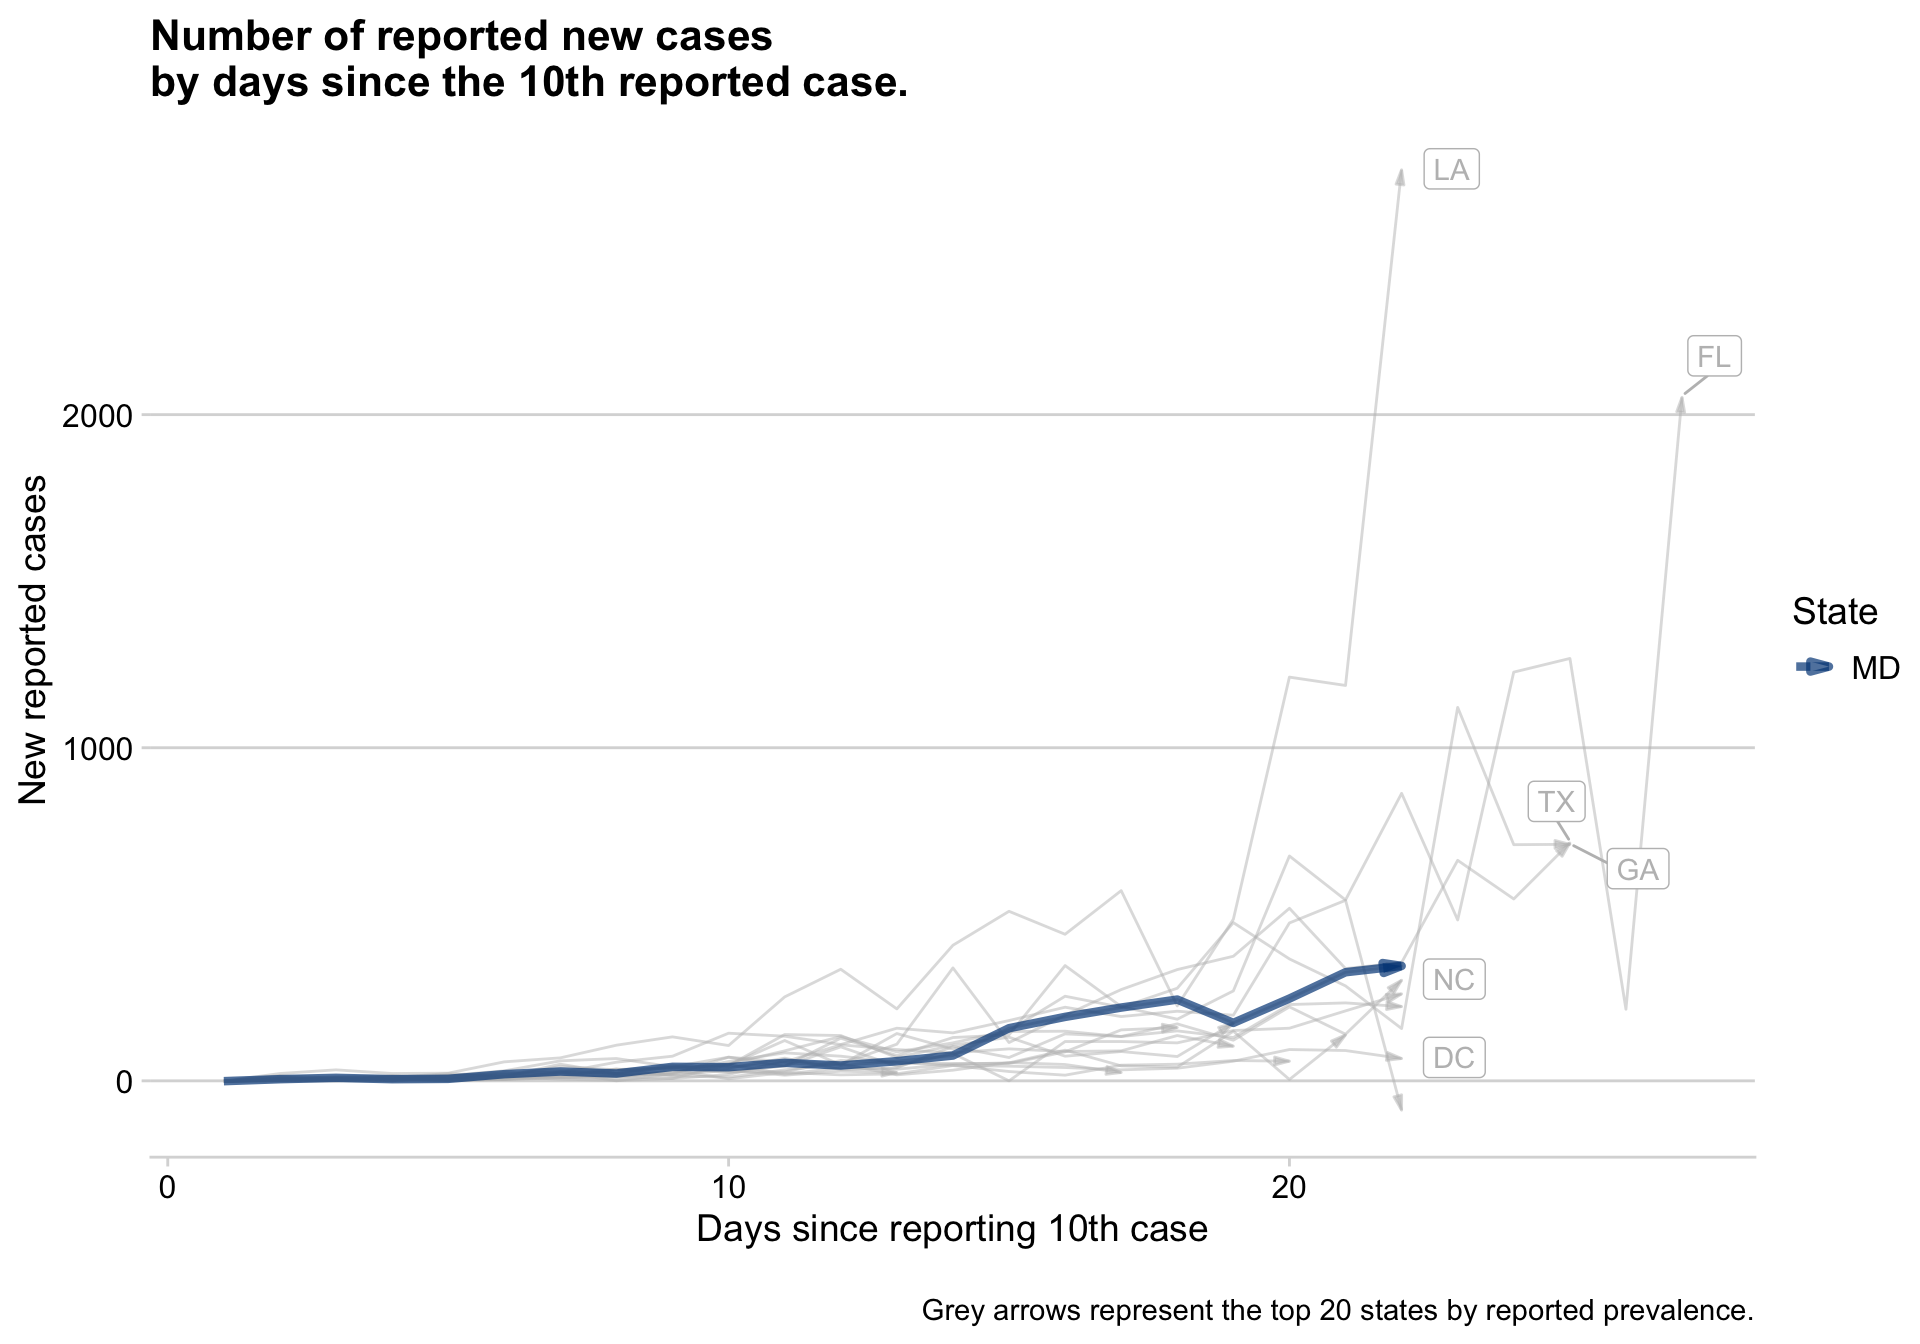 Number of reported new cases
by days since the 10th reported case.
LA
FL
2000
New reported cases
State
MD
1000
TX
GA
NC
DC
0
0
10
20
Days since reporting 10th case
Grey arrows represent the top 20 states by reported prevalence.